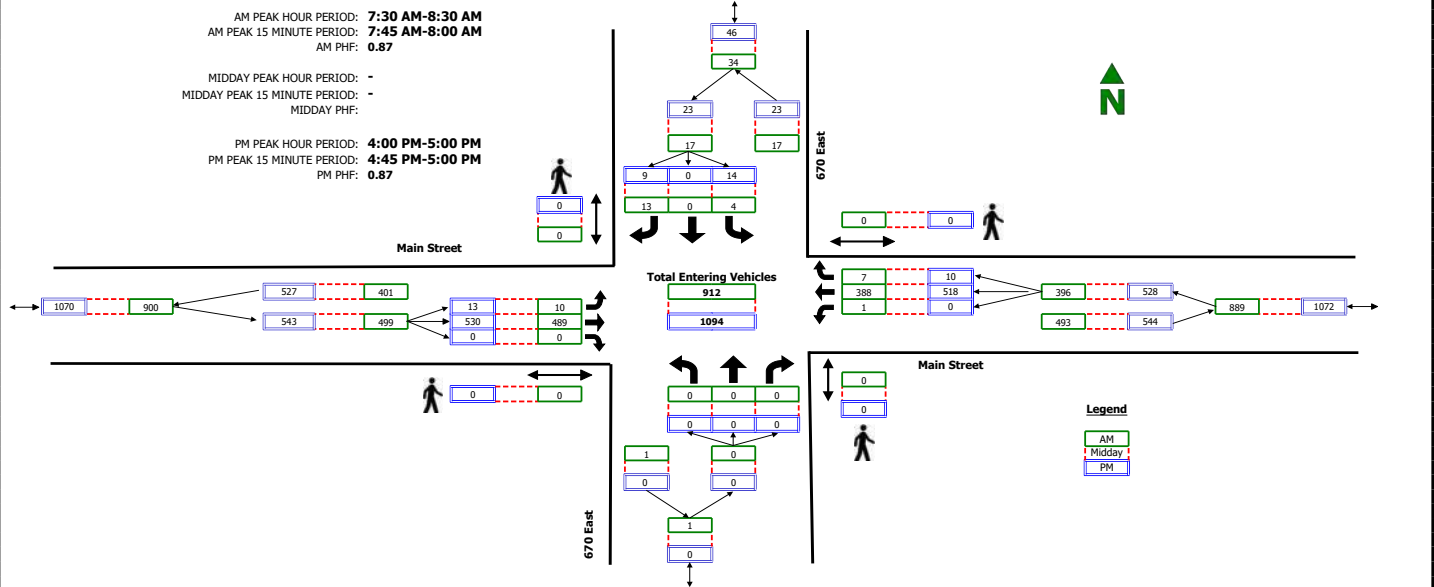 AM PEAK HOUR PERIOD: 7:30 AM-8:30 AM
AM PEAK 15 MINUTE PERIOD: 7:45 AM-8:00 AM
AM PHF: 0.87
MIDDAY PEAK HOUR PERIOD: -
MIDDAY PEAK 15 MINUTE PERIOD: -
MIDDAY PHF:
PM PEAK HOUR PERIOD: 4:00 PM-5:00 PM
PM PEAK 15 MINUTE PERIOD: 4:45 PM-5:00 PM
PM PHF: 0.87
46
34
23 23
17 17
9 0 14
13 0 4
N
670 East
0
0
0 0
Main Street
Total Entering Vehicles
912
1094
1070 900
527 401
543 499
13 10
530 489
0 0
7 10
388 518
1 0
396 528
493 544
889 1072
Main Street
0 0
0
0
0 0 0
0 0 0
1 0
0 0
1
0
670 East
Legend
AM
Midday
PM